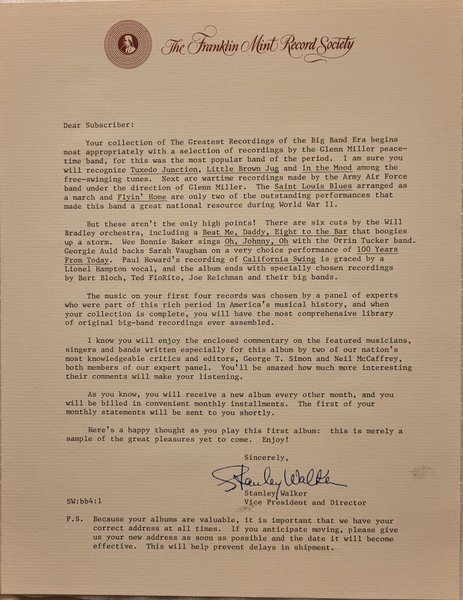 The Franklin Mint Record Society
Dear Subscriber:
Your collection of The Greatest Recordings of the Big Band Era begins
most appropriately with a selection of recordings by the Glenn Miller peace-
time band, for this was the most popular band of the period. I am sure you
will recognize Tuxedo Junction, Little Brown Jug and In the Mood among the
free-swinging tunes. Next are wartime recordings made by the Army Air Force
band under the direction of Glenn Miller. The Saint Louis Blues arranged as
a march and Flyin' Home are only two of the outstanding performances that
made this band a great national resource during World War II.
But these aren't the only high points! There are six cuts by the Will
Bradley orchestra, including a Beat Me, Daddy, Eight to the Bar that boogies
up a storm. Wee Bonnie Baker sings Oh, Johnny, Oh with the Orrin Tucker band.
Georgie Auld backs Sarah Vaughan on a very choice performance of 100 Years
From Today. Paul Howard's recording of California Swing is graced by a
Lionel Hampton vocal, and the album ends with specially chosen recordings
by Bert Bloch, Ted FioRito, Joe Reichman and their big bands.
The music on your first four records was chosen by a panel of experts
who were part of this rich period in America's musical history, and when
your collection is complete, you will have the most comprehensive library
of original big-band recordings ever assembled.
I know you will enjoy the enclosed commentary on the featured musicians,
singers and bands written especially for this album by two of our nation's
most knowledgeable critics and editors, George T. Simon and Neil McCaffrey,
both members of our expert panel. You'll be amazed how much more interesting
their comments will make your listening.
As you know, you will receive a new album every other month, and you
will be billed in convenient monthly installments. The first of your
monthly statements will be sent to you shortly.
Here's a happy thought as you play this first album: this is merely a
sample of the great pleasures yet to come. Enjoy!
Sincerely,
Stanley Walker
Stanley Walker
SW:bb4:1 Vice President and Director
P.S. Because your albums are valuable, it is important that we have your
correct address at all times. If you anticipate moving, please give
us your new address as soon as possible and the date it will become
effective. This will help prevent delays in shipment.